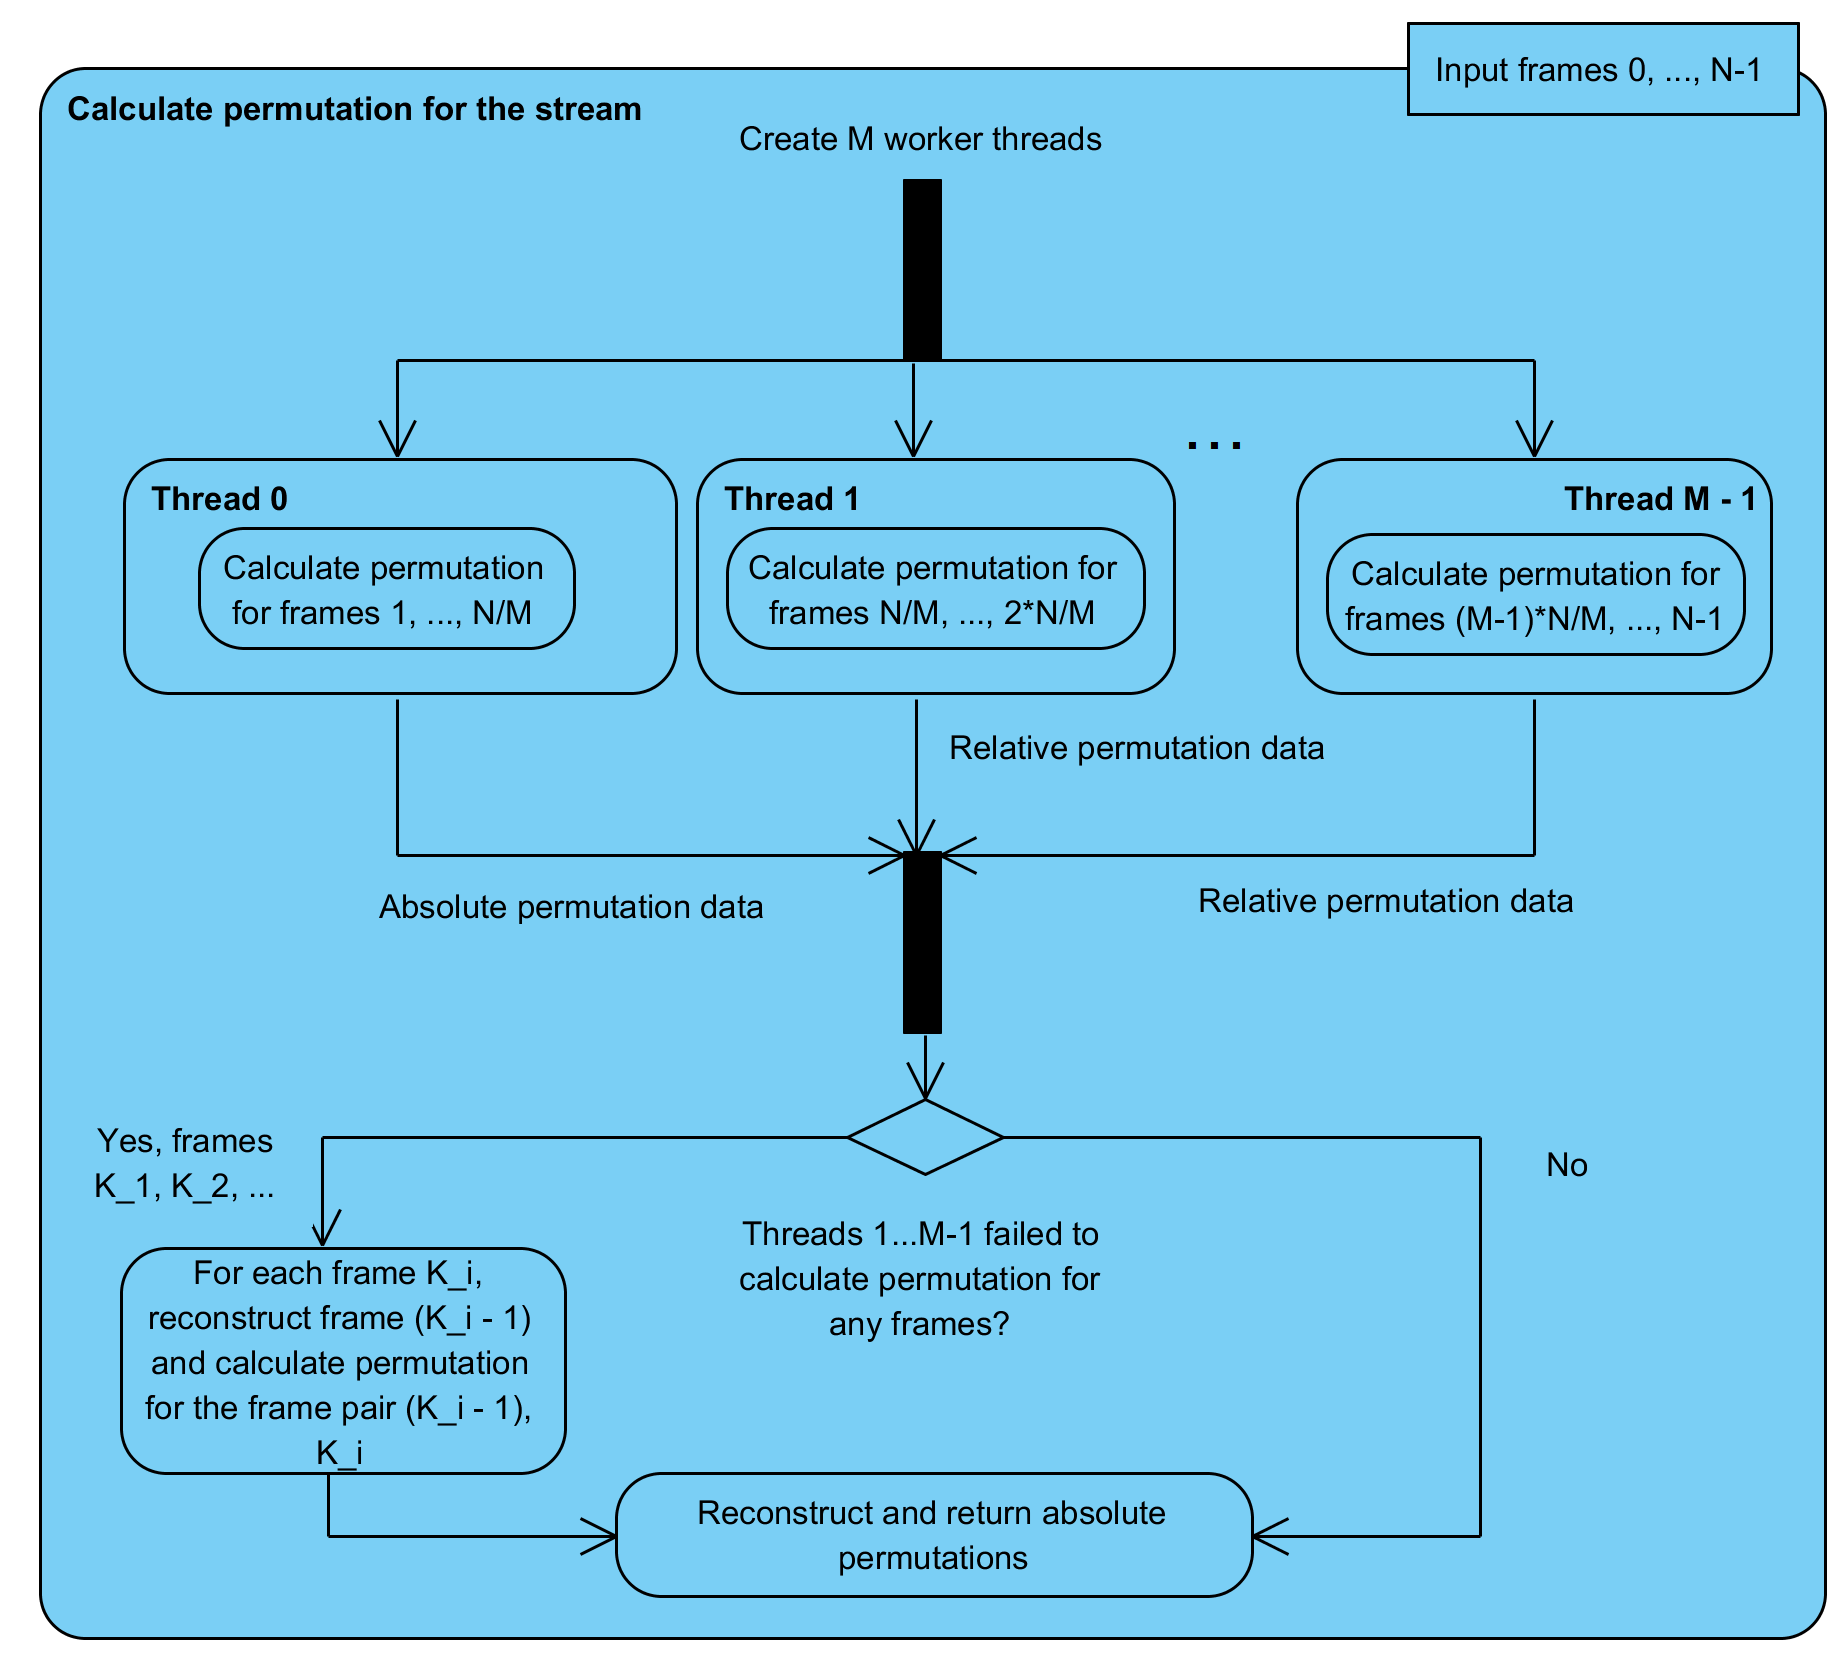 Input frames 0, ..., N-1
Calculate permutation for the stream
Create M worker threads
...
Thread 0
Calculate permutation
for frames 1, ..., N/M
Thread 1
Calculate permutation for
frames N/M, ..., 2*N/M
Thread M - 1
Calculate permutation for
frames (M-1)*N/M, ..., N-1
Relative permutation data
Absolute permutation data
Relative permutation data
Yes, frames
K_1, K_2, ...
No
Threads 1...M-1 failed to
calculate permutation for
any frames?
For each frame K_i,
reconstruct frame (K_i - 1)
and calculate permutation
for the frame pair (K_i - 1),
K_i
Reconstruct and return absolute
permutations